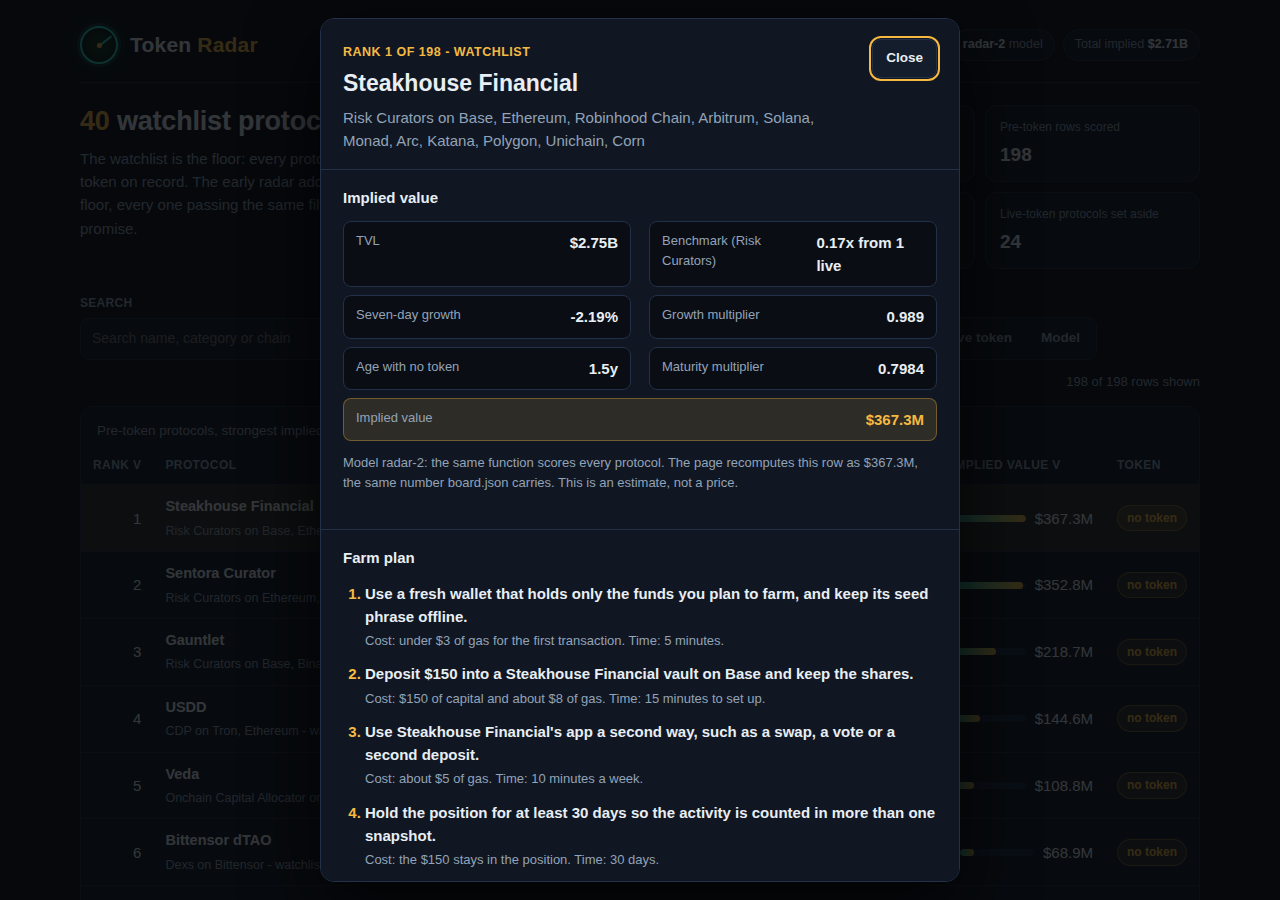 Token Radar
radar-2 model
Total implied $2.71B
40 watchlist protoc
The watchlist is the floor: every proto
token on record. The early radar add
floor, every one passing the same fil
promise.
Pre-token rows scored
198
Live-token protocols set aside
24
SEARCH
Search name, category or chain
ve token
Model
198 of 198 rows shown
Pre-token protocols, strongest implied
RANK V
PROTOCOL
MPLIED VALUE V
TOKEN
1
Steakhouse Financial
Risk Curators on Base, Ethe
$367.3M
no token
2
Sentora Curator
Risk Curators on Ethereum,
$352.8M
no token
3
Gauntlet
Risk Curators on Base, Bina
$218.7M
no token
4
USDD
CDP on Tron, Ethereum - w
$144.6M
no token
5
Veda
Onchain Capital Allocator on
$108.8M
no token
6
Bittensor dTAO
Dexs on Bittensor - watchlis
$68.9M
no token
RANK 1 OF 198 - WATCHLIST
Close
Steakhouse Financial
Risk Curators on Base, Ethereum, Robinhood Chain, Arbitrum, Solana,
Monad, Arc, Katana, Polygon, Unichain, Corn
Implied value
TVL
$2.75B
Benchmark (Risk
Curators)
0.17x from 1
live
Seven-day growth
-2.19%
Growth multiplier
0.989
Age with no token
1.5y
Maturity multiplier
0.7984
Implied value
$367.3M
Model radar-2: the same function scores every protocol. The page recomputes this row as $367.3M,
the same number board.json carries. This is an estimate, not a price.
Farm plan
1. Use a fresh wallet that holds only the funds you plan to farm, and keep its seed
phrase offline.
Cost: under $3 of gas for the first transaction. Time: 5 minutes.
2. Deposit $150 into a Steakhouse Financial vault on Base and keep the shares.
Cost: $150 of capital and about $8 of gas. Time: 15 minutes to set up.
3. Use Steakhouse Financial's app a second way, such as a swap, a vote or a
second deposit.
Cost: about $5 of gas. Time: 10 minutes a week.
4. Hold the position for at least 30 days so the activity is counted in more than one
snapshot.
Cost: the $150 stays in the position. Time: 30 days.